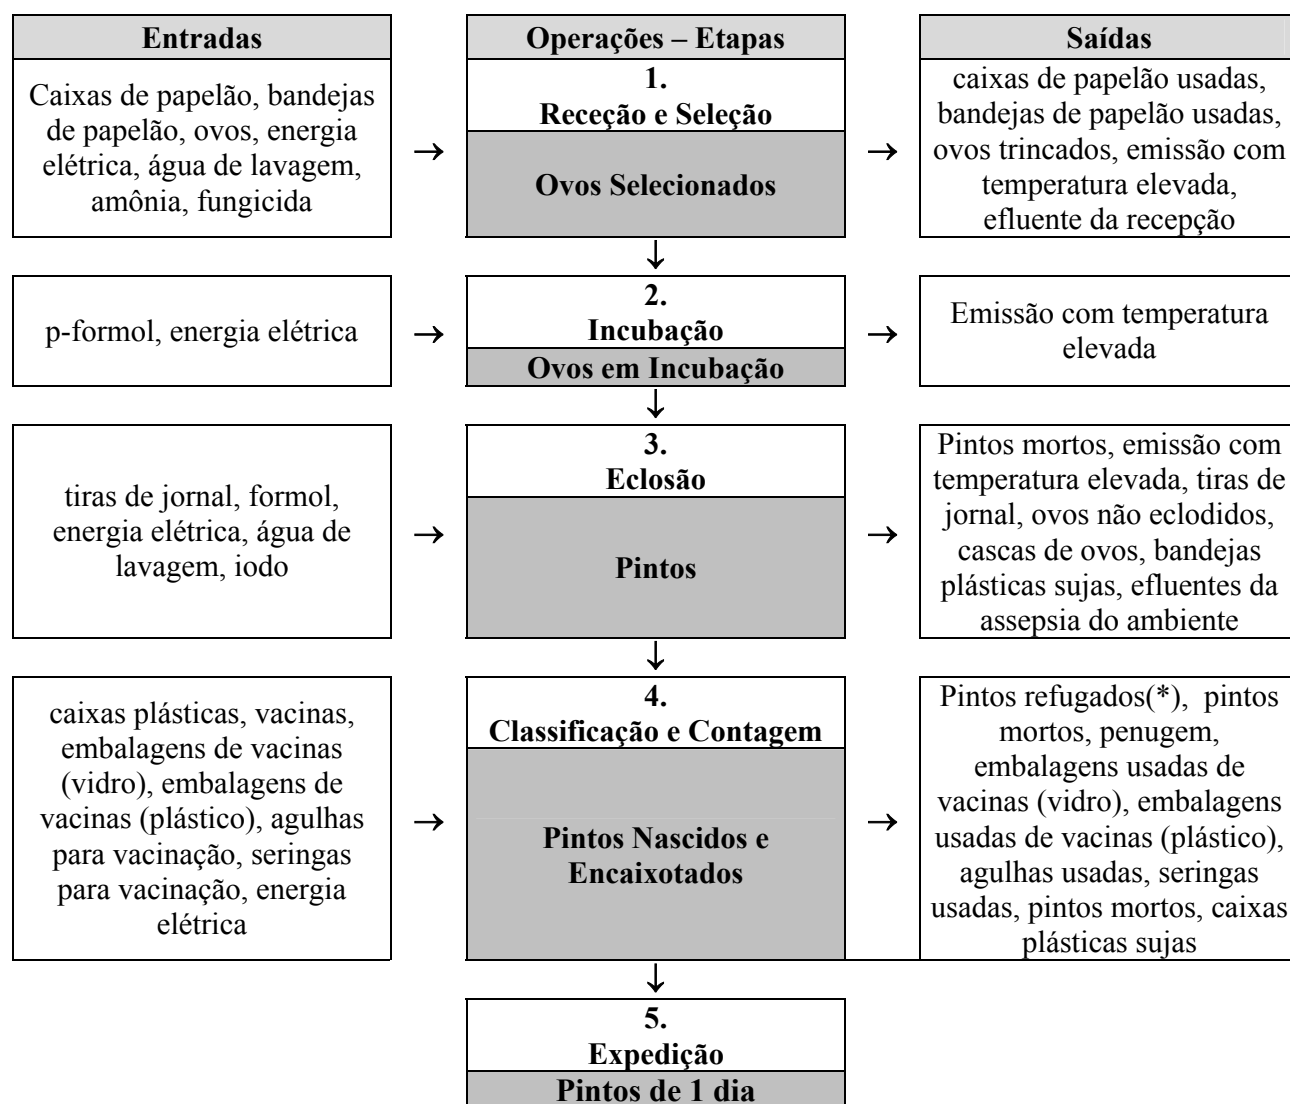 Entradas
Operações – Etapas
Saídas
Caixas de papelão, bandejas
de papelão, ovos, energia
elétrica, água de lavagem,
amônia, fungicida
→
1.
Receção e Seleção
Ovos Selecionados
→
caixas de papelão usadas,
bandejas de papelão usadas,
ovos trincados, emissão com
temperatura elevada,
efluente da recepção
↓
p-formol, energia elétrica
→
2.
Incubação
Ovos em Incubação
→
Emissão com temperatura
elevada
↓
tiras de jornal, formol,
energia elétrica, água de
lavagem, iodo
→
3.
Eclosão
Pintos
→
Pintos mortos, emissão com
temperatura elevada, tiras de
jornal, ovos não eclodidos,
cascas de ovos, bandejas
plásticas sujas, efluentes da
assepsia do ambiente
↓
caixas plásticas, vacinas,
embalagens de vacinas
(vidro), embalagens de
vacinas (plástico), agulhas
para vacinação, seringas
para vacinação, energia
elétrica
→
4.
Classificação e Contagem
Pintos Nascidos e
Encaixotados
→
Pintos refugados(*), pintos
mortos, penugem,
embalagens usadas de
vacinas (vidro), embalagens
usadas de vacinas (plástico),
agulhas usadas, seringas
usadas, pintos mortos, caixas
plásticas sujas
↓
5.
Expedição
Pintos de 1 dia